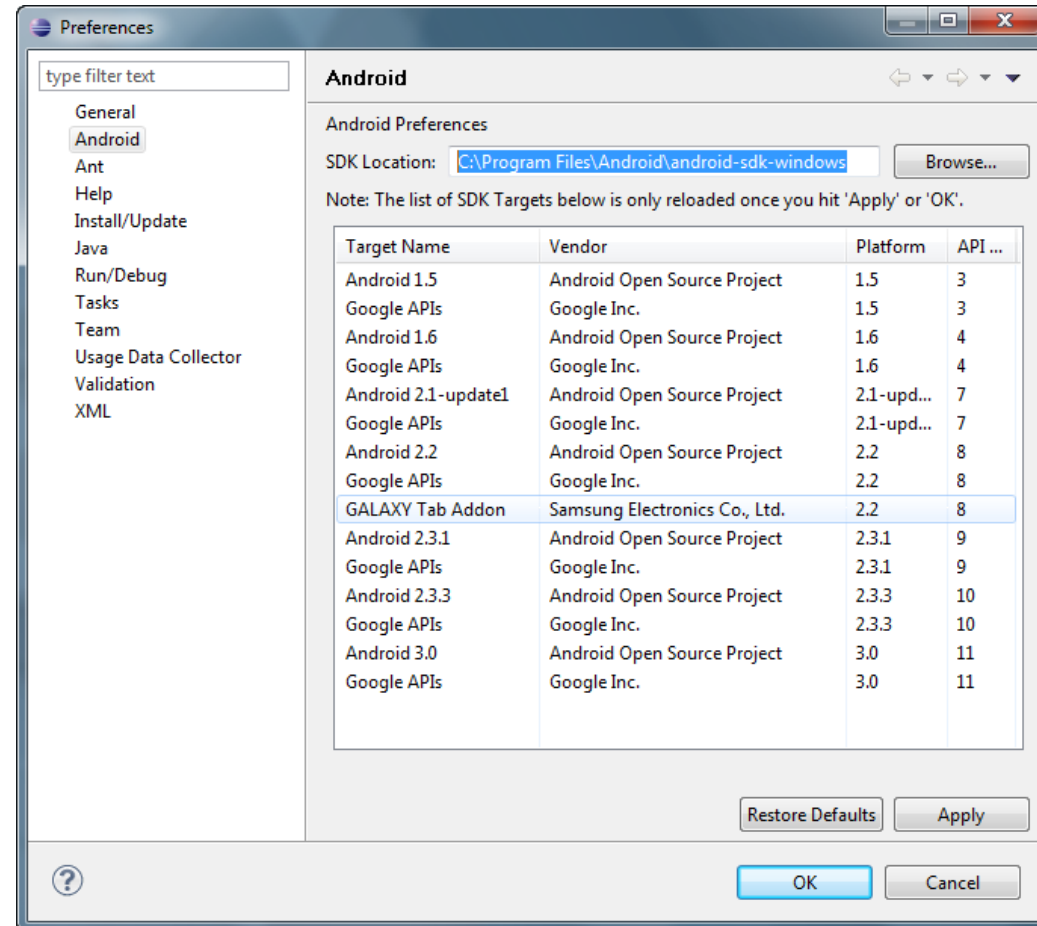 Preferences
type filter text
General
Android
Ant
Help
Install/Update
Java
Run/Debug
Tasks
Team
Usage Data Collector
Validation
XML
Android
Android Preferences
SDK Location: C:\Program Files\Android\android-sdk-windows Browse...
Note: The list of SDK Targets below is only reloaded once you hit 'Apply' or 'OK'.
Target Name Vendor Platform API ...
Android 1.5 Android Open Source Project 1.5 3
Google APIs Google Inc. 1.5 3
Android 1.6 Android Open Source Project 1.6 4
Google APIs Google Inc. 1.6 4
Android 2.1-update1 Android Open Source Project 2.1-upd... 7
Google APIs Google Inc. 2.1-upd... 7
Android 2.2 Android Open Source Project 2.2 8
Google APIs Google Inc. 2.2 8
GALAXY Tab Addon Samsung Electronics Co., Ltd. 2.2 8
Android 2.3.1 Android Open Source Project 2.3.1 9
Google APIs Google Inc. 2.3.1 9
Android 2.3.3 Android Open Source Project 2.3.3 10
Google APIs Google Inc. 2.3.3 10
Android 3.0 Android Open Source Project 3.0 11
Google APIs Google Inc. 3.0 11
Restore Defaults Apply
? OK Cancel